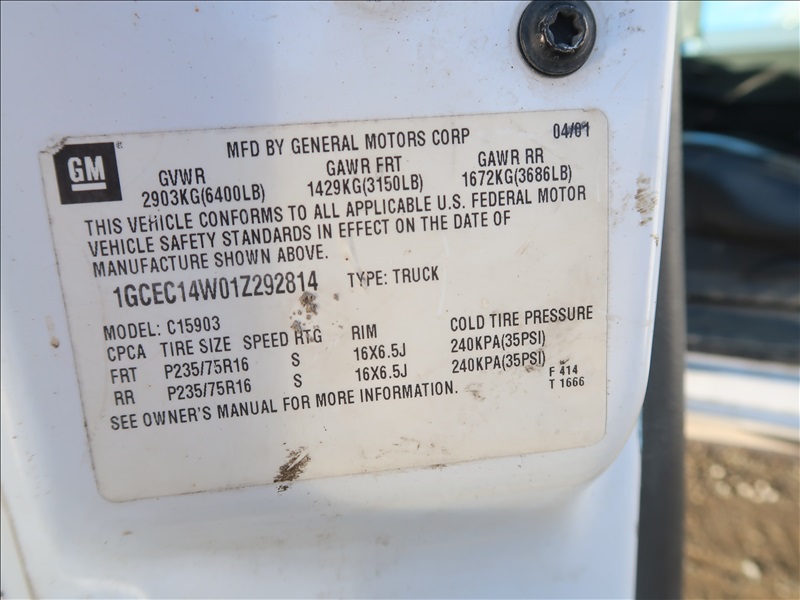 MFD BY GENERAL MOTORS CORP 04/01
GM
GVWR GAWR FRT GAWR RR
2903KG(6400LB) 1429KG(3150LB) 1672KG(3686LB)
THIS VEHICLE CONFORMS TO ALL APPLICABLE U.S. FEDERAL MOTOR
VEHICLE SAFETY STANDARDS IN EFFECT ON THE DATE OF
MANUFACTURE SHOWN ABOVE.
1GCEC14W01Z292814 TYPE: TRUCK
MODEL: C15903
CPCA TIRE SIZE SPEED RTG RIM COLD TIRE PRESSURE
FRT P235/75R16 S 16X6.5J 240KPA(35PSI)
RR P235/75R16 S 16X6.5J 240KPA(35PSI)
SEE OWNER'S MANUAL FOR MORE INFORMATION.
F 414
T 1666